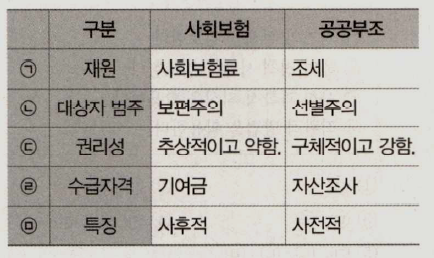 구분 사회보험 공공부조
㉠ 재원 사회보험료 조세
㉡ 대상자 범주 보편주의 선별주의
㉢ 권리성 추상적이고 약함. 구체적이고 강함.
㉣ 수급자격 기여금 자산조사
㉤ 특징 사후적 사전적